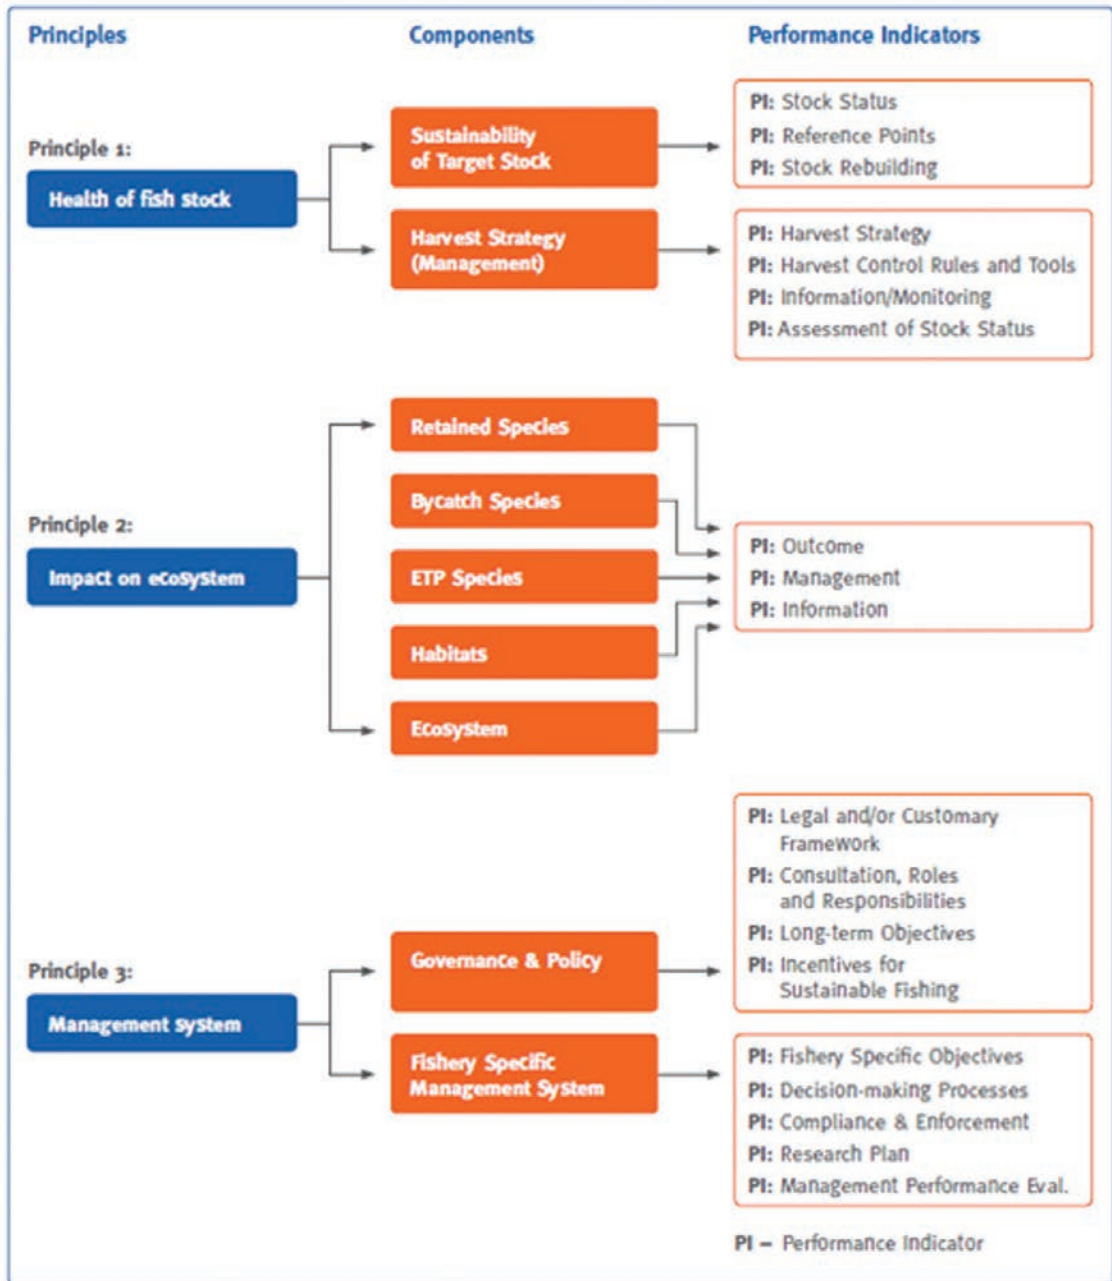 Principles
Components
Performance Indicators
Principle 1:
Health of fish stock
Sustainability
of Target Stock
PI: Stock Status
PI: Reference Points
PI: Stock Rebuilding
Harvest Strategy
(Management)
PI: Harvest Strategy
PI: Harvest Control Rules and Tools
PI: Information/Monitoring
PI: Assessment of Stock Status
Principle 2:
Impact on ecosystem
Retained Species
Bycatch Species
ETP Species
Habitats
Ecosystem
PI: Outcome
PI: Management
PI: Information
Principle 3:
Management system
Governance & Policy
PI: Legal and/or Customary
Framework
PI: Consultation, Roles
and Responsibilities
PI: Long-term Objectives
PI: Incentives for
Sustainable Fishing
Fishery Specific
Management System
PI: Fishery Specific Objectives
PI: Decision-making Processes
PI: Compliance & Enforcement
PI: Research Plan
PI: Management Performance Eval.
PI – Performance Indicator